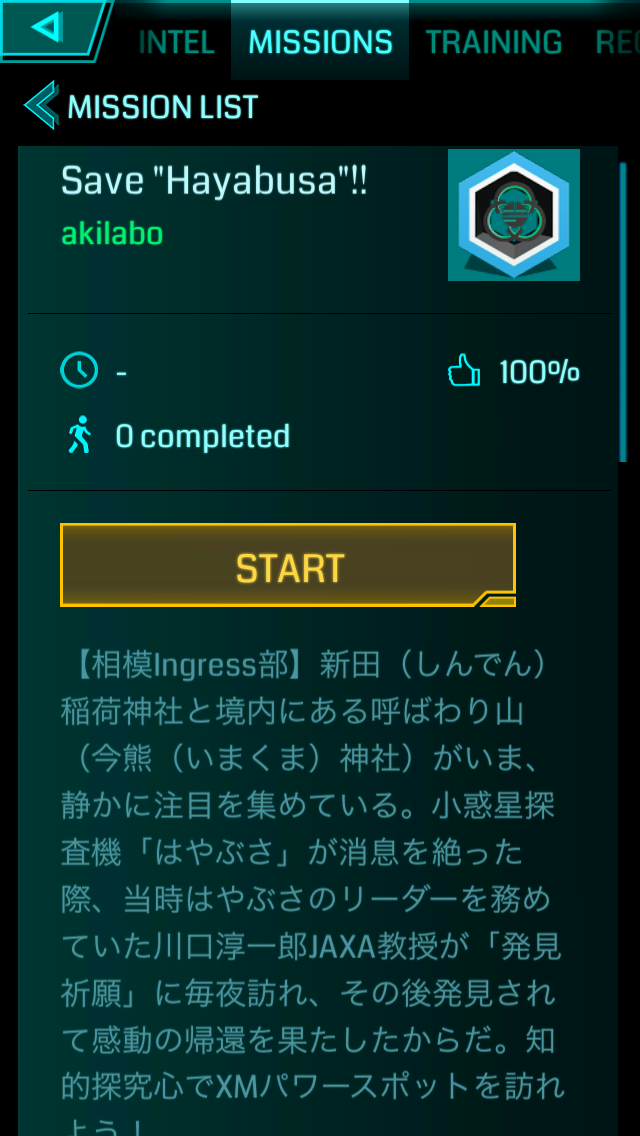 INTEL MISSIONS TRAINING
MISSION LIST
Save "Hayabusa"!!
akilabo
-
100%
0 completed
START
【相模Ingress部】新田（しんでん）
稲荷神社と境内にある呼ばわり山
（今熊（いまくま）神社）がいま、
静かに注目を集めている。小惑星探
査機「はやぶさ」が消息を絶った
際、当時はやぶさのリーダーを務め
ていた川口淳一郎JAXA教授が「発見
祈願」に毎夜訪れ、その後発見され
て感動の帰還を果たしたからだ。知
的探究心でXMパワースポットを訪れ
よう！